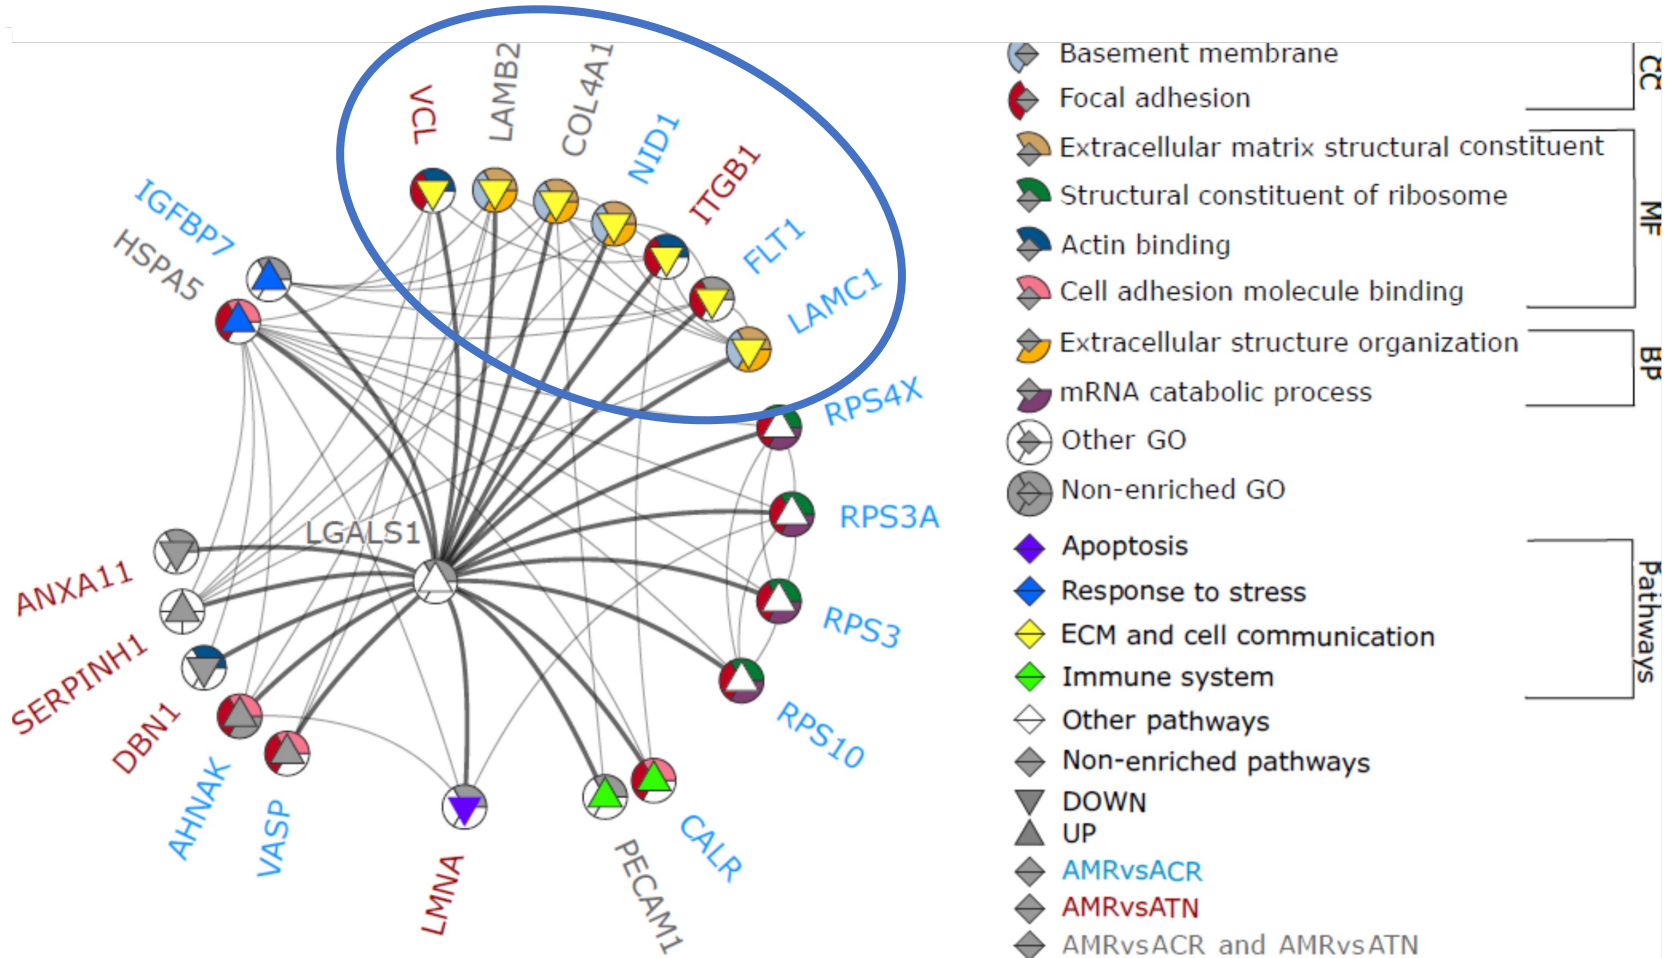 VCL
LAMB2
COL4A1
NID1
ITGB1
FLT1
LAMC1
IGFBP7
HSPA5
RPS4X
RPS3A
RPS3
RPS10
LGALS1
ANXA11
SERPINH1
DBN1
AHNAK
VASP
LMNA
PECAM1
CALR
Basement membrane
Focal adhesion
CC
Extracellular matrix structural constituent
Structural constituent of ribosome
Actin binding
Cell adhesion molecule binding
MF
Extracellular structure organization
mRNA catabolic process
BP
Other GO
Non-enriched GO
Apoptosis
Response to stress
ECM and cell communication
Immune system
Pathways
Other pathways
Non-enriched pathways
DOWN
UP
AMRvsACR
AMRvsATN
AMRvsACR and AMRvsATN